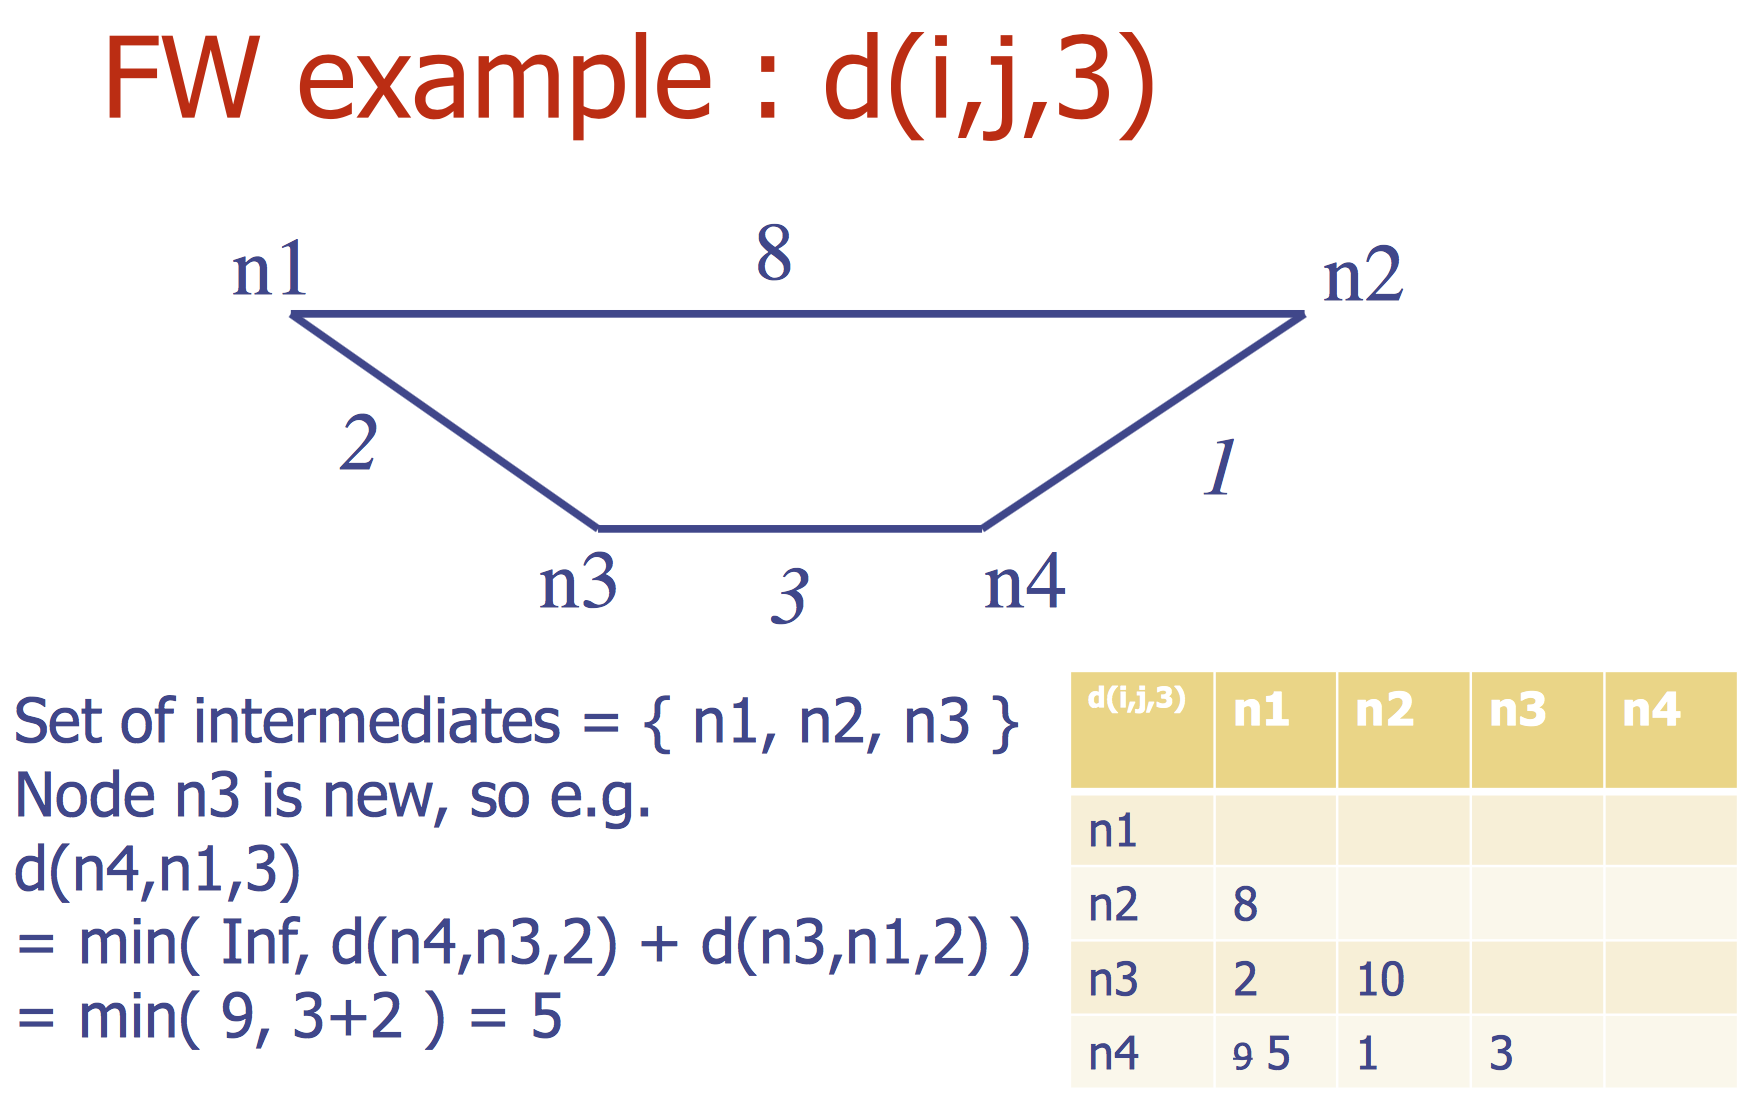 FW example : d(i,j,3)
n1
8
n2
2
1
n3
3
n4
Set of intermediates = { n1, n2, n3 }
Node n3 is new, so e.g.
d(n4,n1,3)
= min( Inf, d(n4,n3,2) + d(n3,n1,2) )
= min( 9, 3+2 ) = 5
d(i,j,3) n1 n2 n3 n4
n1
n2 8
n3 2 10
n4 9 5 1 3